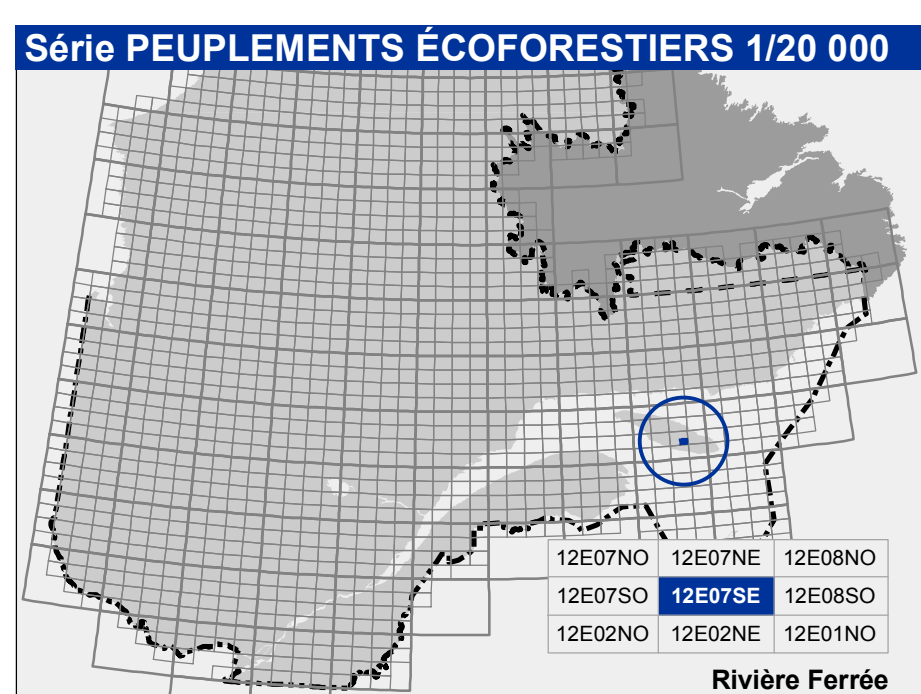 Série PEUPLEMENTS ÉCOFORESTIERS 1/20 000
12E07NO 12E07NE 12E08NO
12E07SO 12E07SE 12E08SO
12E02NO 12E02NE 12E01NO
Rivière Ferrée